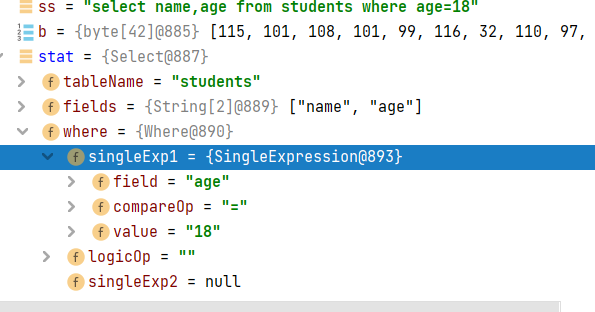 ss = "select name,age from students where age=18"
b = {byte[42]@885} [115, 101, 108, 101, 99, 116, 32, 110, 97,
stat = {Select@887}
f tableName = "students"
f fields = {String[2]@889} ["name", "age"]
f where = {Where@890}
f singleExp1 = {SingleExpression@893}
f field = "age"
f compareOp = "="
f value = "18"
f logicOp = ""
f singleExp2 = null